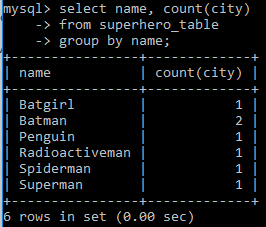 mysql> select name, count(city)
    -> from superhero_table
    -> group by name;
+---------------+-------------+
| name          | count(city) |
+---------------+-------------+
| Batgirl       |           1 |
| Batman        |           2 |
| Penguin       |           1 |
| Radioactiveman |           1 |
| Spiderman     |           1 |
| Superman      |           1 |
+---------------+-------------+
6 rows in set (0.00 sec)